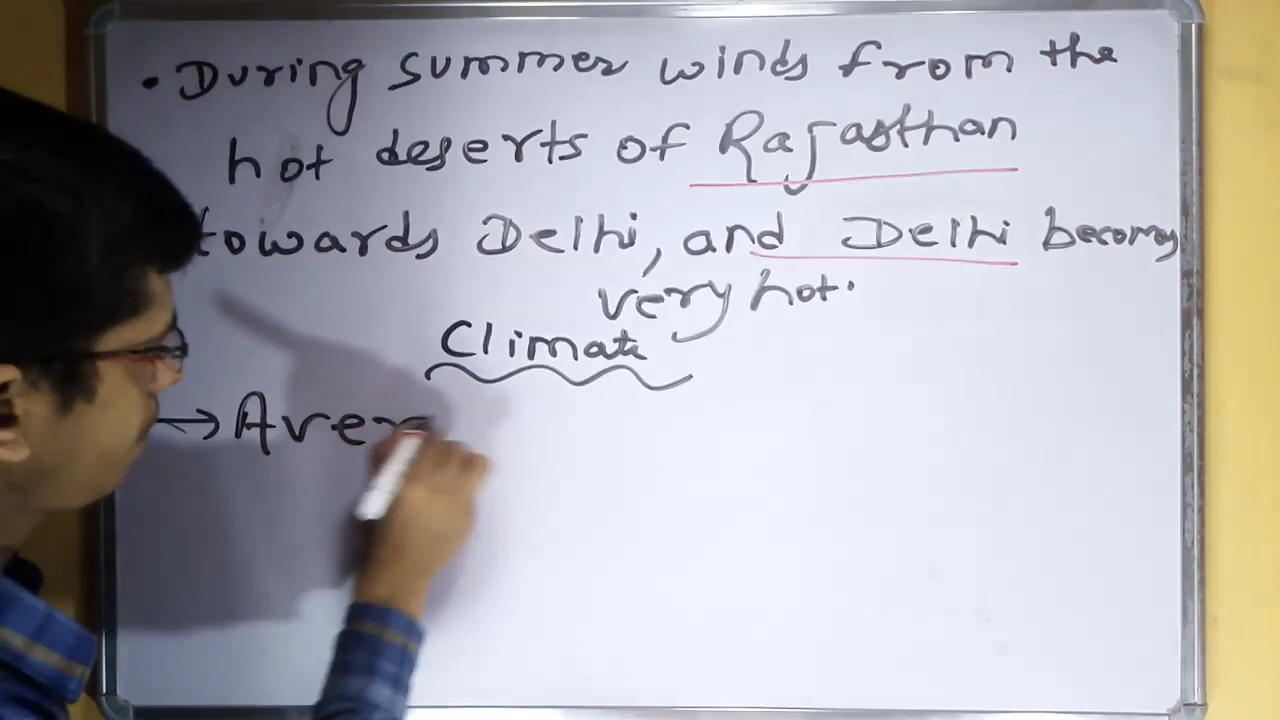 • During summer winds from the
hot deserts of Rajasthan
towards Delhi, and Delhi becomes
very hot.
Climate
→ Aver